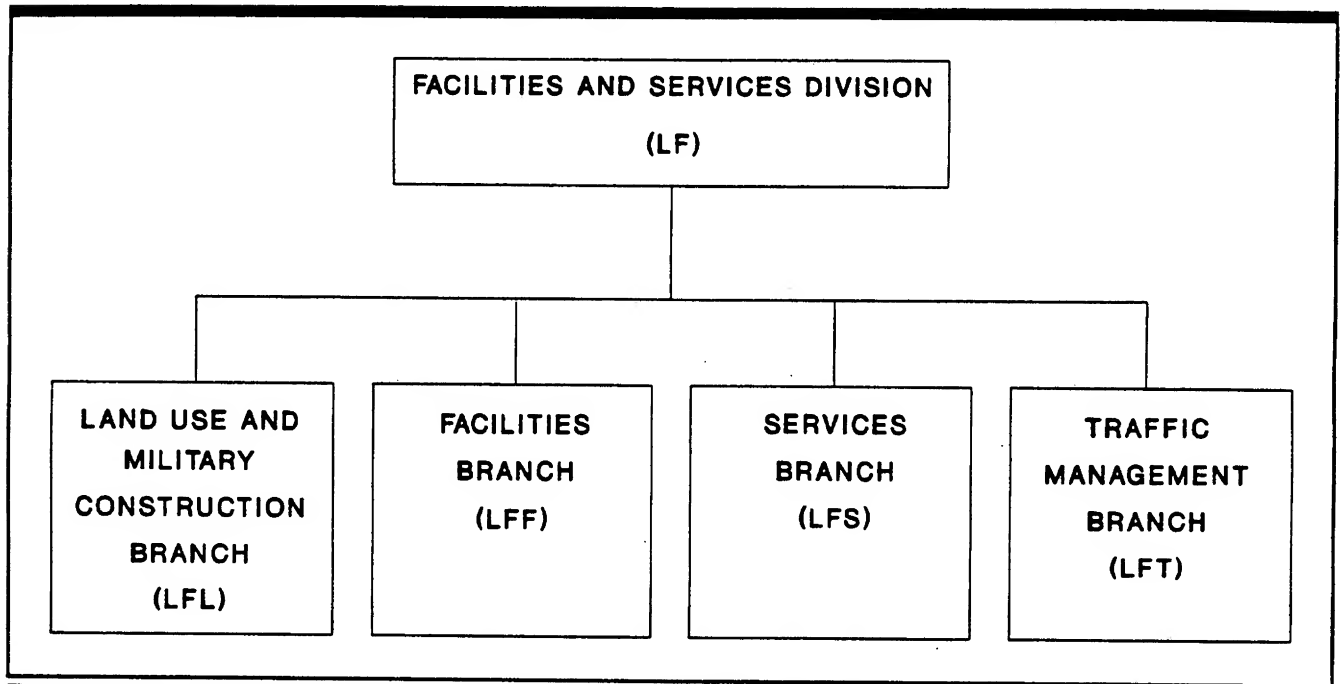 FACILITIES AND SERVICES DIVISION
(LF)
LAND USE AND
MILITARY
CONSTRUCTION
BRANCH
(LFL)
FACILITIES
BRANCH
(LFF)
SERVICES
BRANCH
(LFS)
TRAFFIC
MANAGEMENT
BRANCH
(LFT)